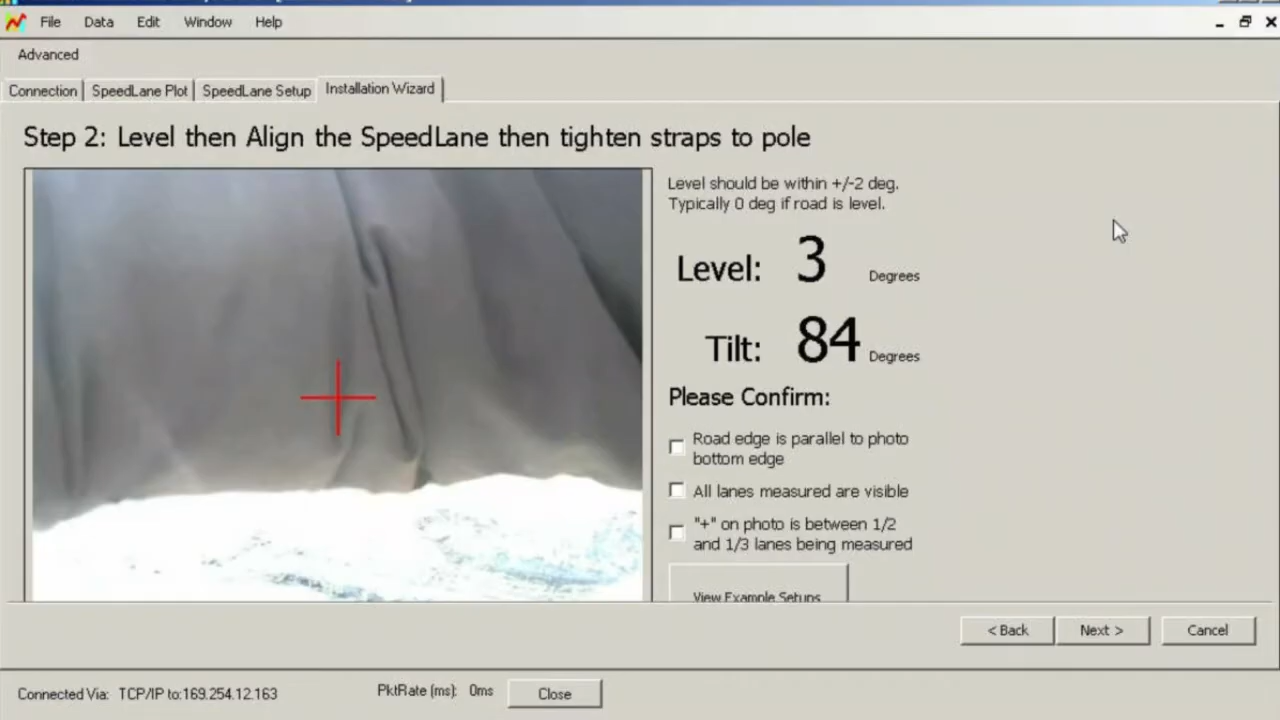 File Data Edit Window Help
Advanced
Connection SpeedLane Plot SpeedLane Setup Installation Wizard
Step 2: Level then Align the SpeedLane then tighten straps to pole
Level should be within +/-2 deg.
Typically 0 deg if road is level.
Level: 3 Degrees
Tilt: 84 Degrees
Please Confirm:
Road edge is parallel to photo
bottom edge
All lanes measured are visible
"+" on photo is between 1/2
and 1/3 lanes being measured
View Example Setups
< Back Next > Cancel
Connected Via: TCP/IP to:169.254.12.163 PktRate (ms): 0ms Close